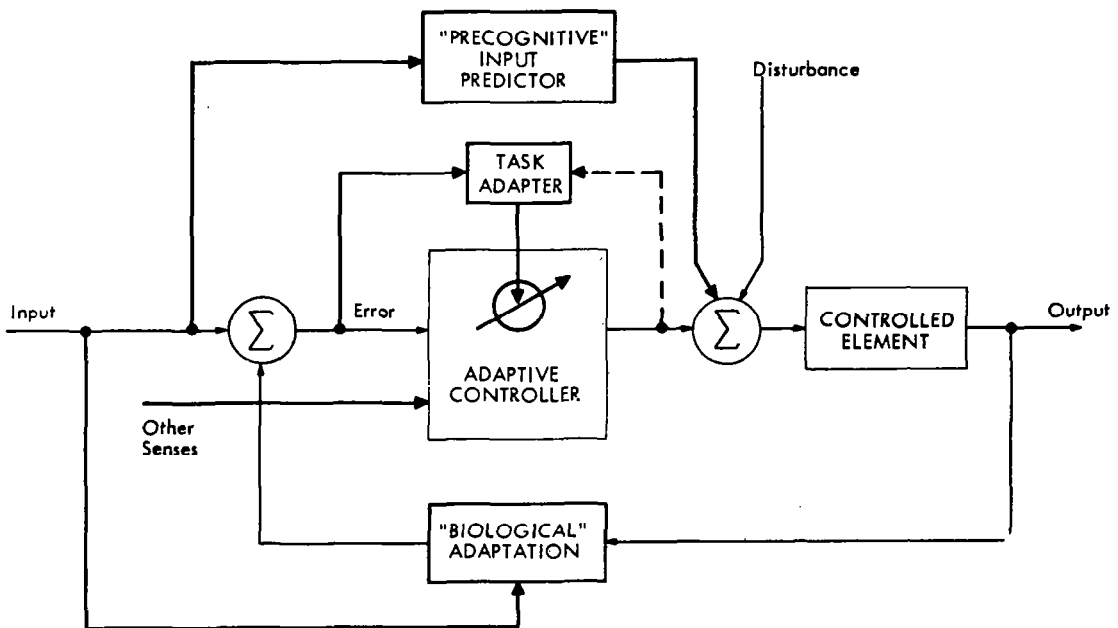 "PRECOGNITIVE"
INPUT
PREDICTOR
Disturbance
TASK
ADAPTER
Input
Σ
Error
ADAPTIVE
CONTROLLER
Σ
CONTROLLED
ELEMENT
Output
Other
Senses
"BIOLOGICAL"
ADAPTATION